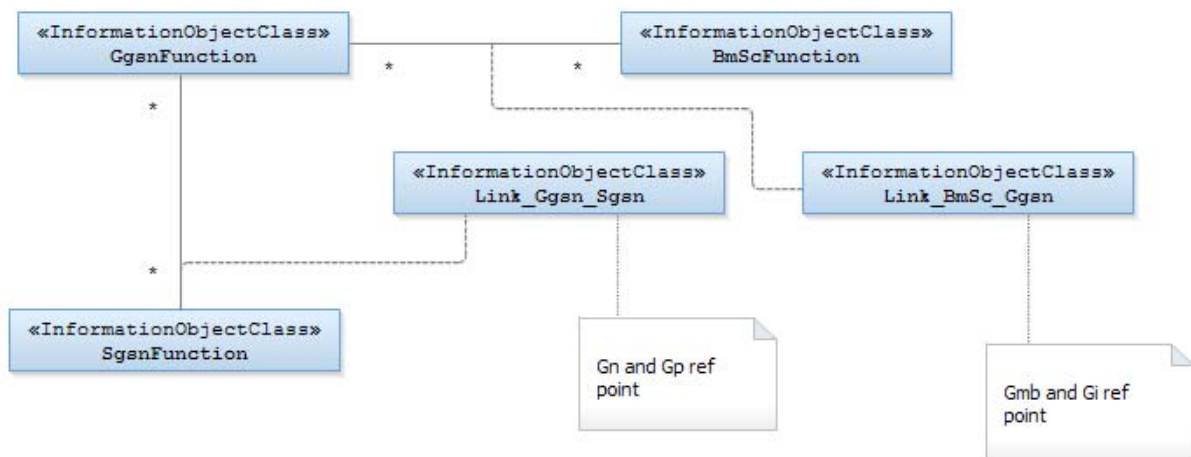 «InformationObjectClass»
GgsnFunction
«InformationObjectClass»
BmScFunction
*
*
*
«InformationObjectClass»
Link_Ggsn_Sgsn
«InformationObjectClass»
Link_BmSc_Ggsn
*
«InformationObjectClass»
SgsnFunction
Gn and Gp ref
point
Gmb and Gi ref
point